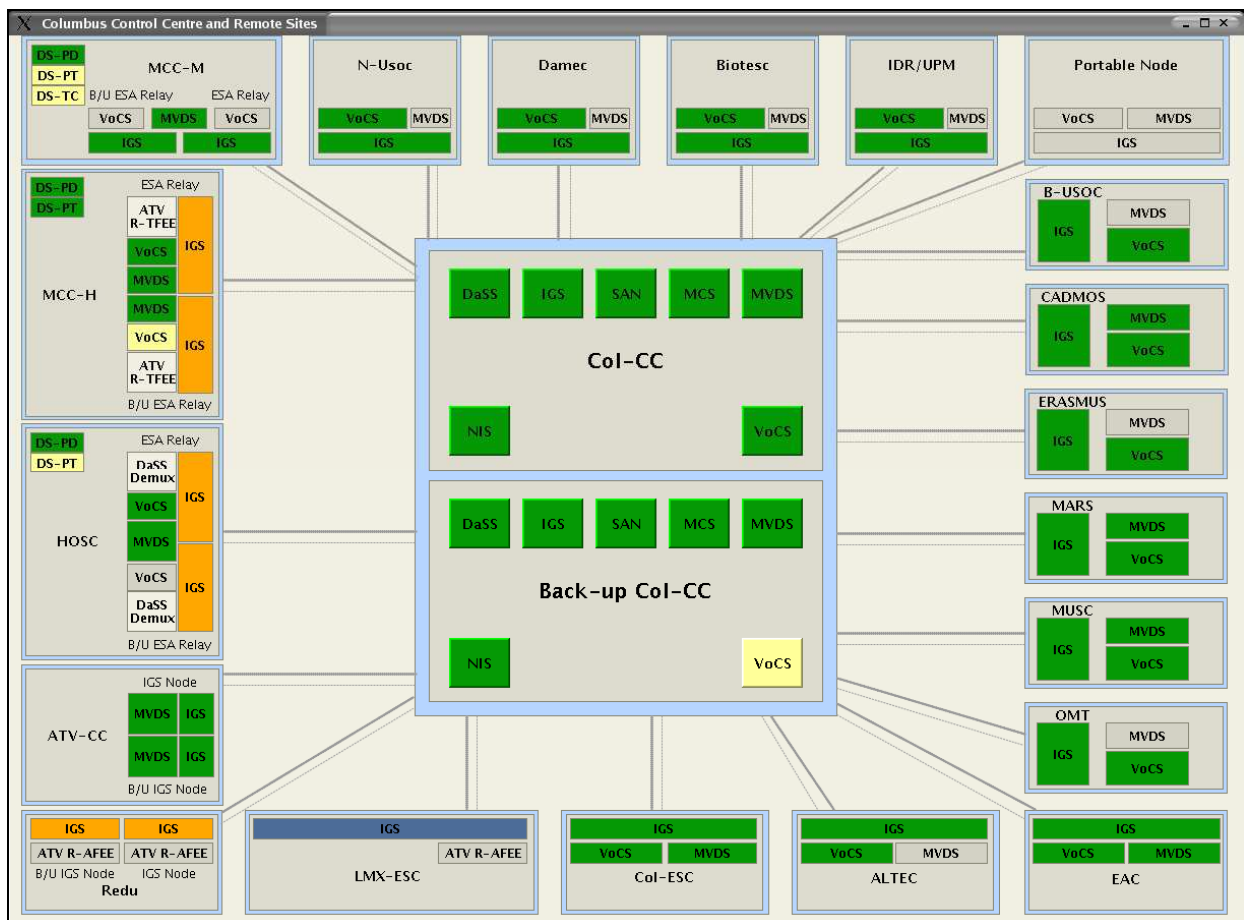 Columbus Control Centre and Remote Sites
DS-PD
DS-PT
DS-TC
MCC-M
B/U ESA Relay ESA Relay
VoCS MVDS VoCS
IGS IGS
N-Usoc
VoCS MVDS
IGS
Damec
VoCS MVDS
IGS
Biotesc
VoCS MVDS
IGS
IDR/UPM
VoCS MVDS
IGS
Portable Node
VoCS MVDS
IGS
DS-PD
DS-PT
MCC-H
ESA Relay
ATV
R-TFEE
VoCS
MVDS
IGS
MVDS
VoCS
ATV
R-TFEE
IGS
B/U ESA Relay
DS-PD
DS-PT
HOSC
ESA Relay
DaSS
Demux
VoCS
IGS
MVDS
VoCS
DaSS
Demux
IGS
B/U ESA Relay
ATV-CC
IGS Node
MVDS IGS
MVDS IGS
B/U IGS Node
DaSS IGS SAN MCS MVDS
Col-CC
NIS VoCS
DaSS IGS SAN MCS MVDS
Back-up Col-CC
NIS VoCS
B-USOC
IGS
MVDS
VoCS
CADMOS
IGS
MVDS
VoCS
ERASMUS
IGS
MVDS
VoCS
MARS
IGS
MVDS
VoCS
MUSC
IGS
MVDS
VoCS
OMT
IGS
MVDS
VoCS
IGS IGS
ATV R-AFEE ATV R-AFEE
B/U IGS Node IGS Node
Redu
IGS
ATV R-AFEE
LMX-ESC
IGS
VoCS MVDS
Col-ESC
IGS
VoCS MVDS
ALTEC
IGS
VoCS MVDS
EAC